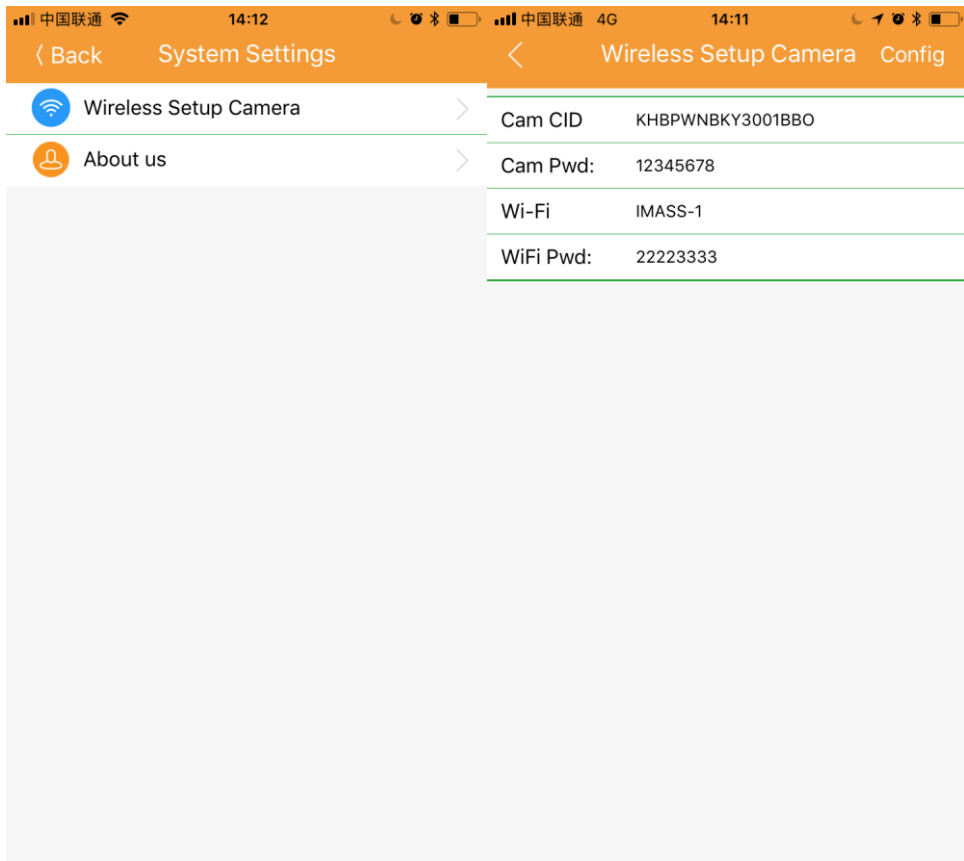 中国联通 14:12
〈 Back System Settings
Wireless Setup Camera
About us
中国联通 4G 14:11
Wireless Setup Camera Config
Cam CID KHBPWNBKY3001BBO
Cam Pwd: 12345678
Wi-Fi IMASS-1
WiFi Pwd: 22223333